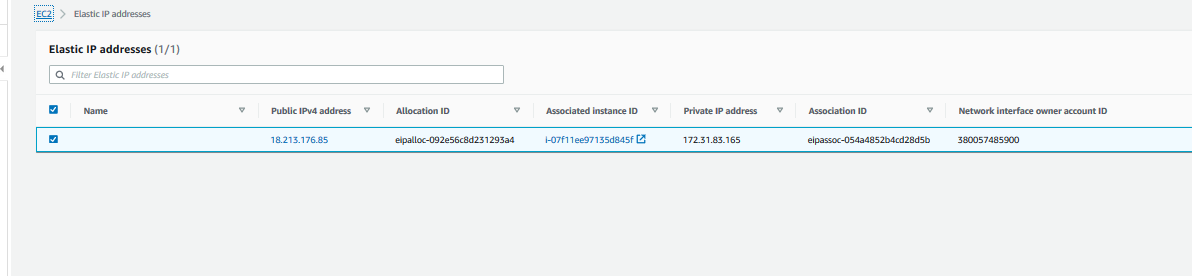 EC2 > Elastic IP addresses
Elastic IP addresses (1/1)
Filter Elastic IP addresses
Name Public IPv4 address Allocation ID Associated instance ID Private IP address Association ID Network interface owner account ID
18.213.176.85 eipalloc-092e56c8d231293a4 i-07f11ee97135d845f 172.31.83.165 eipassoc-054a4852b4cd28d5b 380057485900